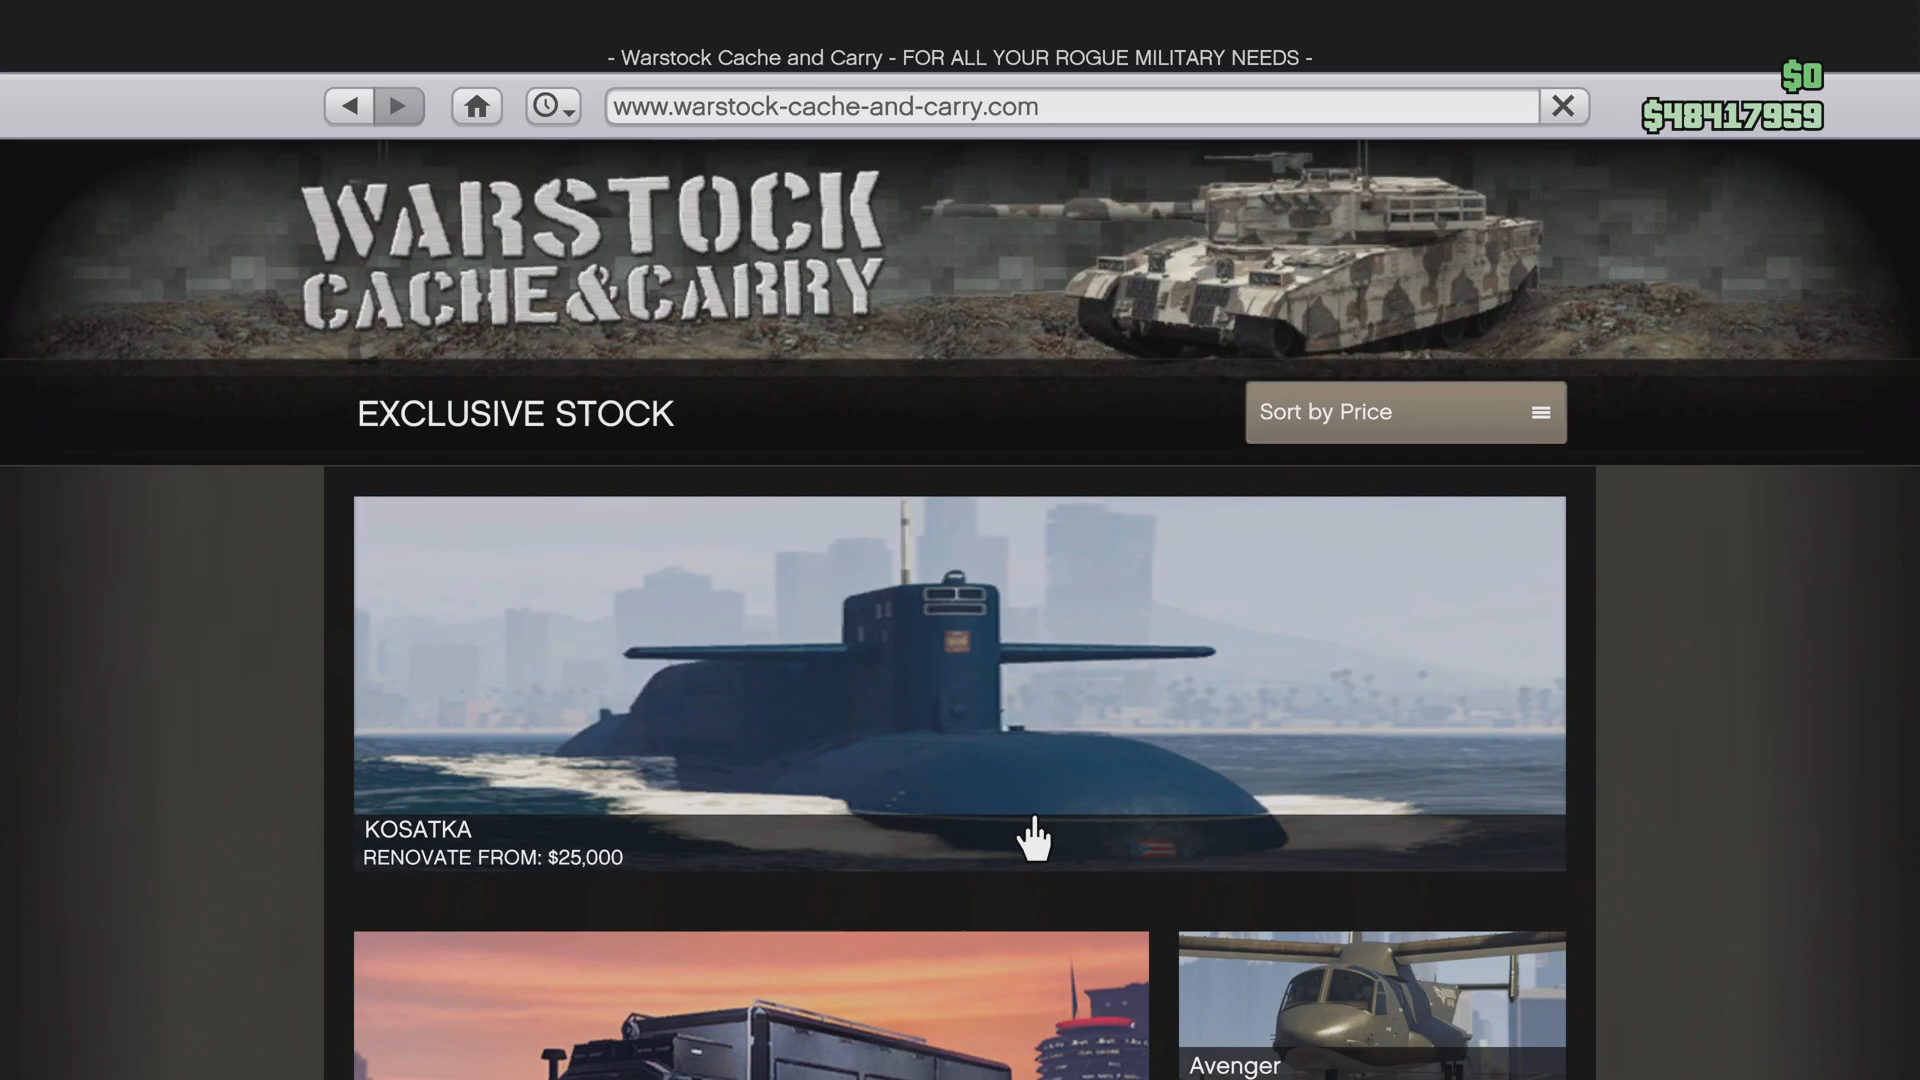 - Warstock Cache and Carry - FOR ALL YOUR ROGUE MILITARY NEEDS -
$0
www.warstock-cache-and-carry.com
$48417959
WARSTOCK
CACHE&CARRY
EXCLUSIVE STOCK
Sort by Price
KOSATKA
RENOVATE FROM: $25,000
Avenger